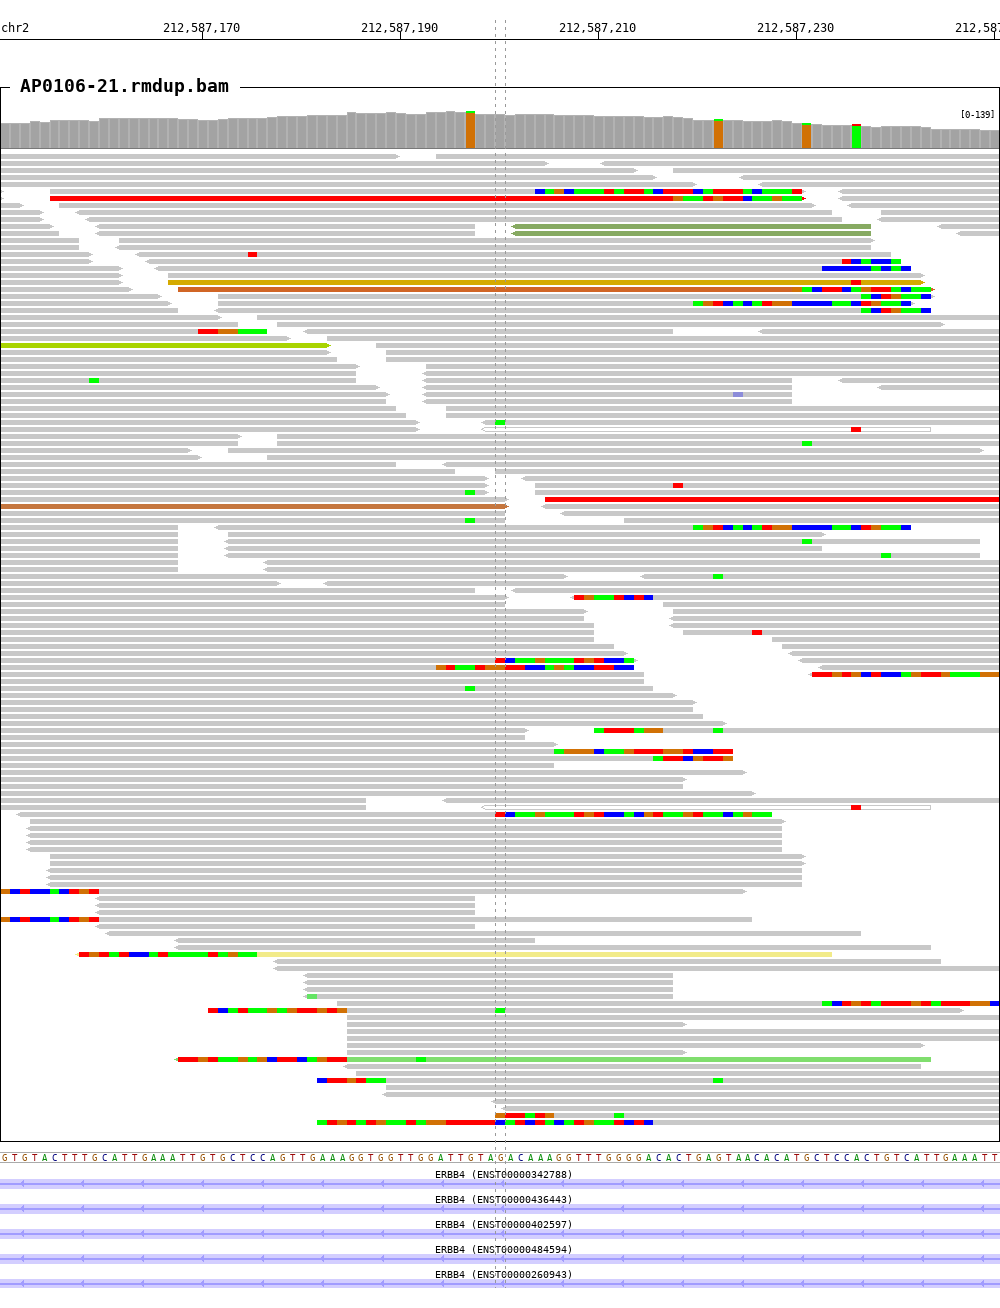 chr2 212,587,170 212,587,190 212,587,210 212,587,230 212,587
AP0106-21.rmdup.bam
[0-139]
GTGTACTTTGCATTGAAATTGTGCTCCAGTTGAAAGGTGGTTGGATTGTAGACAAAGGTTTGGGGACACTGAGTAACACATGCTCCACTGTCATTGAAATT
ERBB4 (ENST00000342788)
ERBB4 (ENST00000436443)
ERBB4 (ENST00000402597)
ERBB4 (ENST00000484594)
ERBB4 (ENST00000260943)